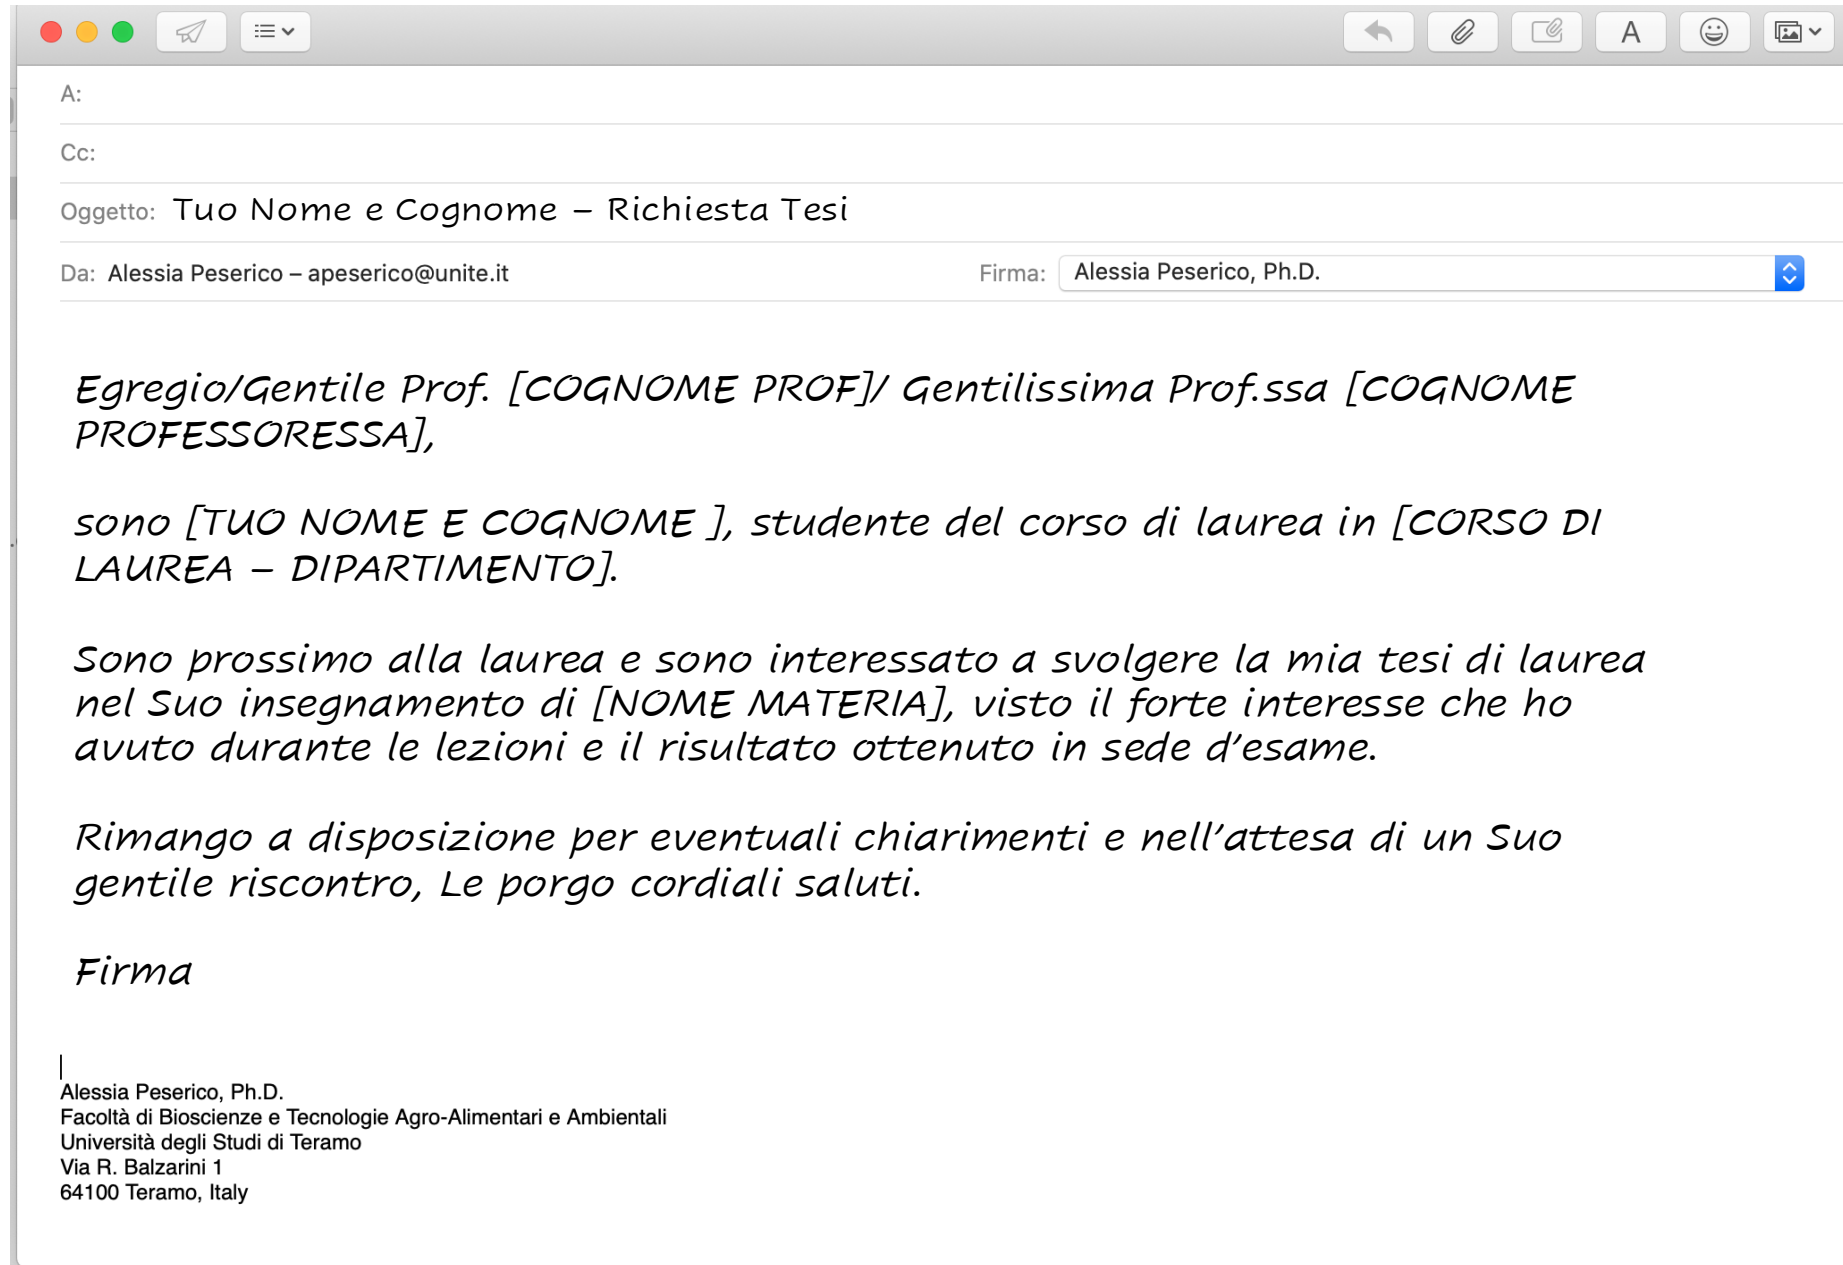 A:
Cc:
Oggetto: Tuo Nome e Cognome – Richiesta Tesi
Da: Alessia Peserico – apeserico@unite.it Firma: Alessia Peserico, Ph.D.
Egregio/Gentile Prof. [COGNOME PROF]/ Gentilissima Prof.ssa [COGNOME
PROFESSORESSA],
sono [TUO NOME E COGNOME ], studente del corso di laurea in [CORSO DI
LAUREA – DIPARTIMENTO].
Sono prossimo alla laurea e sono interessato a svolgere la mia tesi di laurea
nel Suo insegnamento di [NOME MATERIA], visto il forte interesse che ho
avuto durante le lezioni e il risultato ottenuto in sede d’esame.
Rimango a disposizione per eventuali chiarimenti e nell’attesa di un Suo
gentile riscontro, Le porgo cordiali saluti.
Firma
Alessia Peserico, Ph.D.
Facoltà di Bioscienze e Tecnologie Agro-Alimentari e Ambientali
Università degli Studi di Teramo
Via R. Balzarini 1
64100 Teramo, Italy